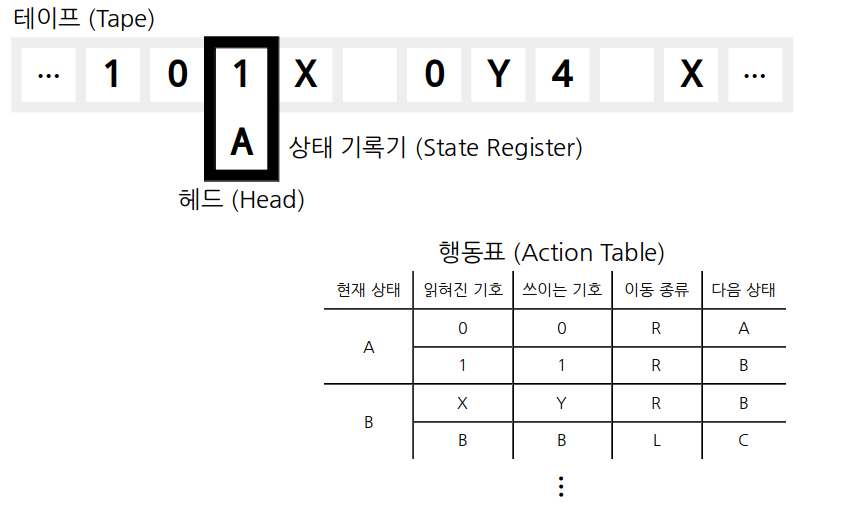 테이프 (Tape)
... 1 0 1 X 0 Y 4 X ...
A
상태 기록기 (State Register)
헤드 (Head)
행동표 (Action Table)
현재 상태 읽혀진 기호 쓰이는 기호 이동 종류 다음 상태
A
0 0 R A
1 1 R B
B
X Y R B
B B L C
⋮